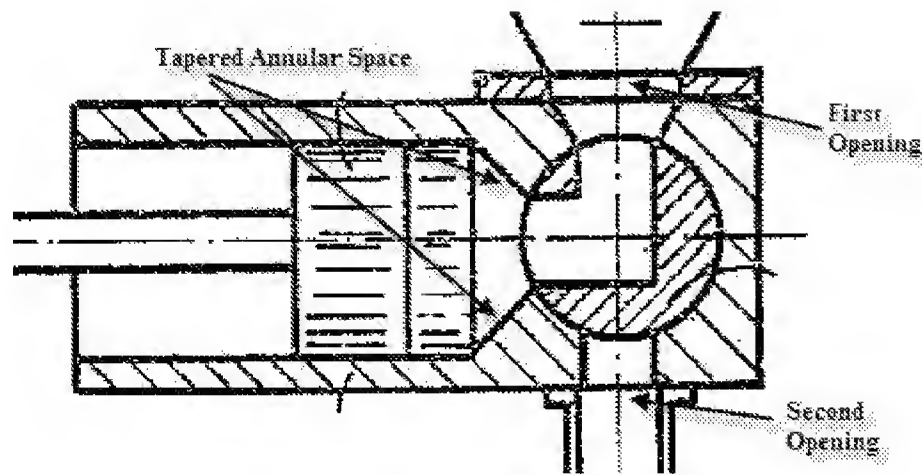 Tapered Annular Space
First
Opening
Second
Opening